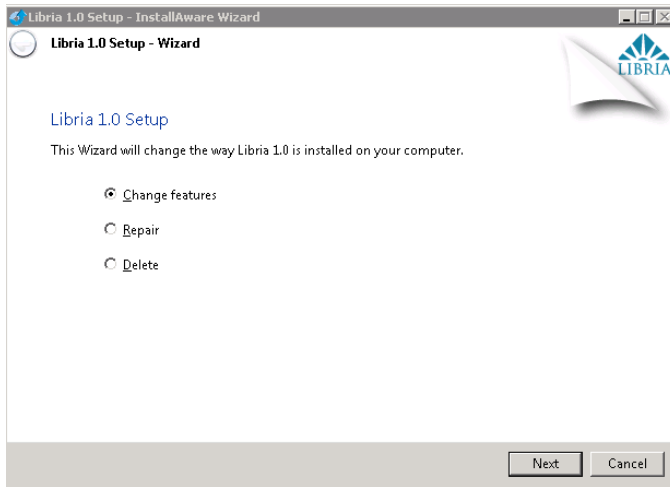 Libria 1.0 Setup - InstallAware Wizard
Libria 1.0 Setup - Wizard
LIBRIA
Libria 1.0 Setup
This Wizard will change the way Libria 1.0 is installed on your computer.
Change features
Repair
Delete
Next
Cancel